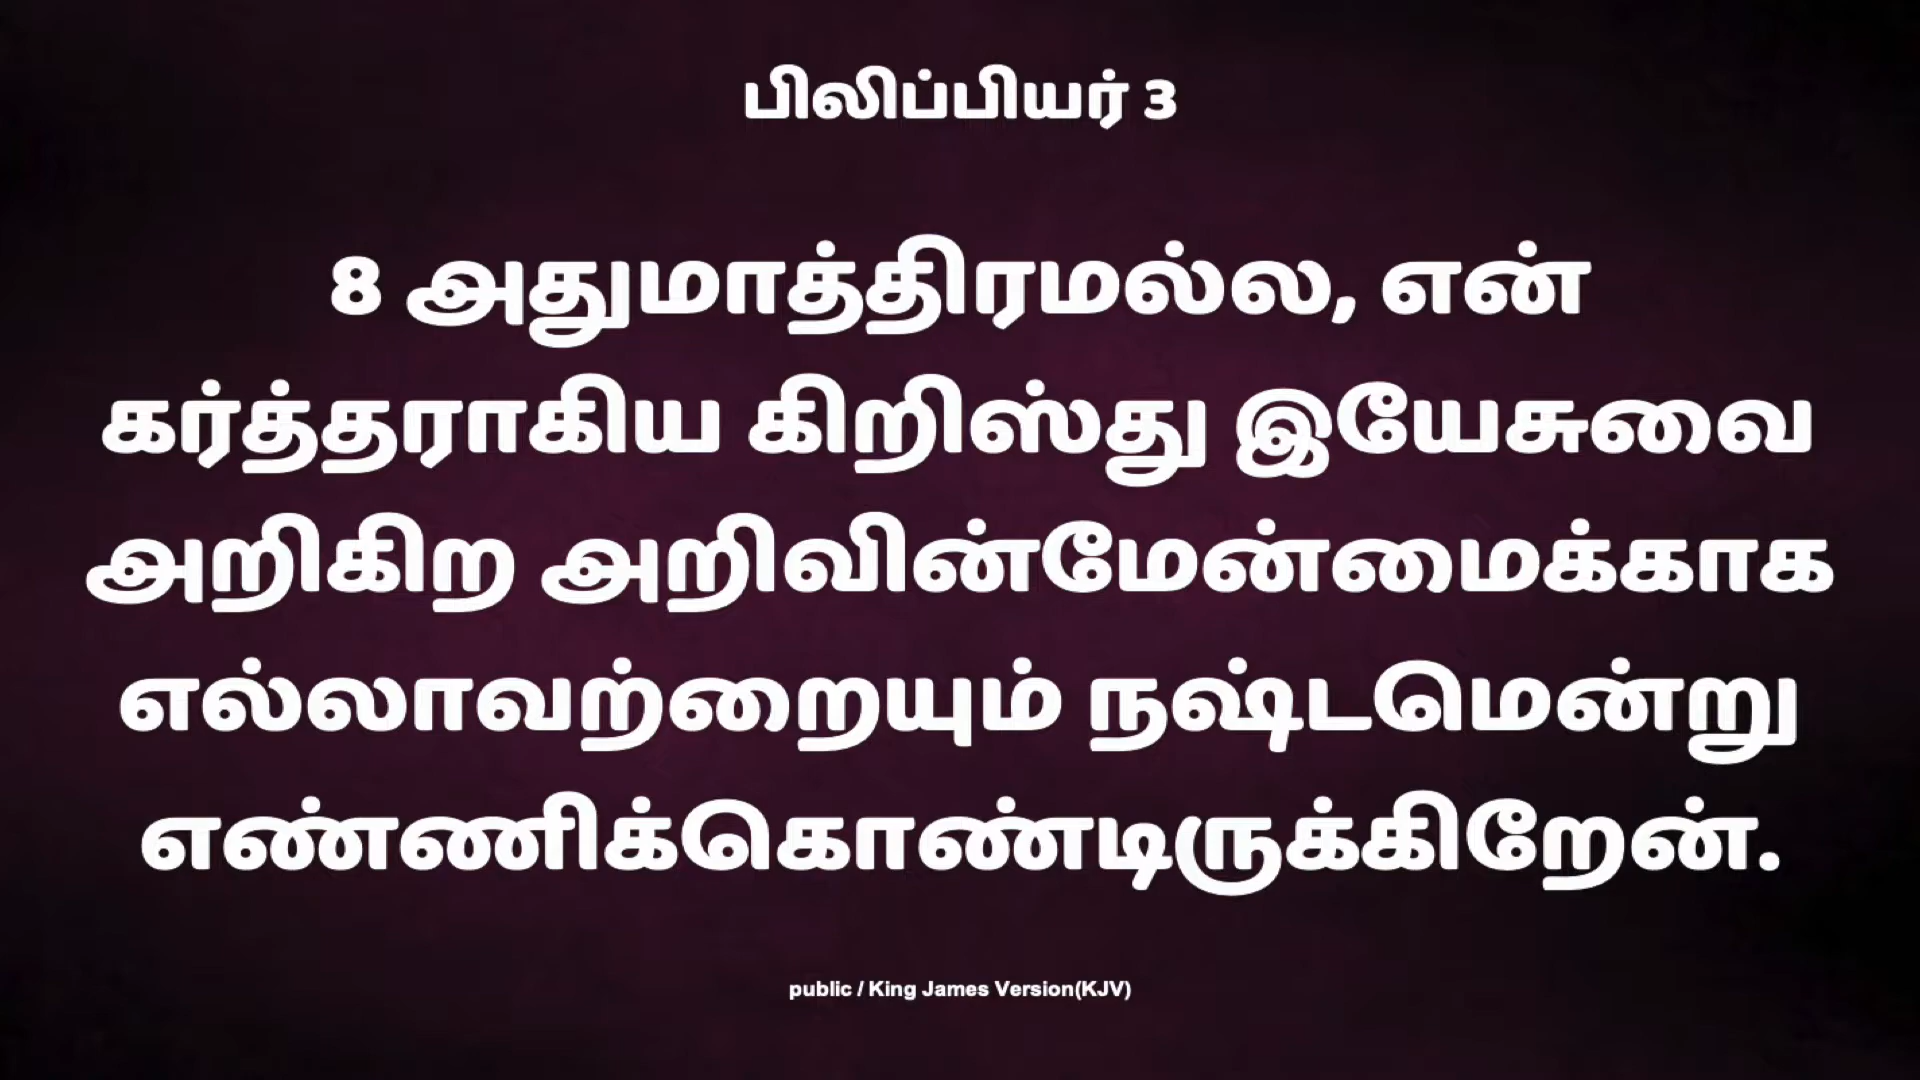 பிலிப்பியர் 3
8 அதுமாத்திரமல்ல, என்
கர்த்தராகிய கிறிஸ்து இயேசுவை
அறிகிற அறிவின்மேன்மைக்காக
எல்லாவற்றையும் நஷ்டமென்று
எண்ணிக்கொண்டிருக்கிறேன்.
public / King James Version(KJV)